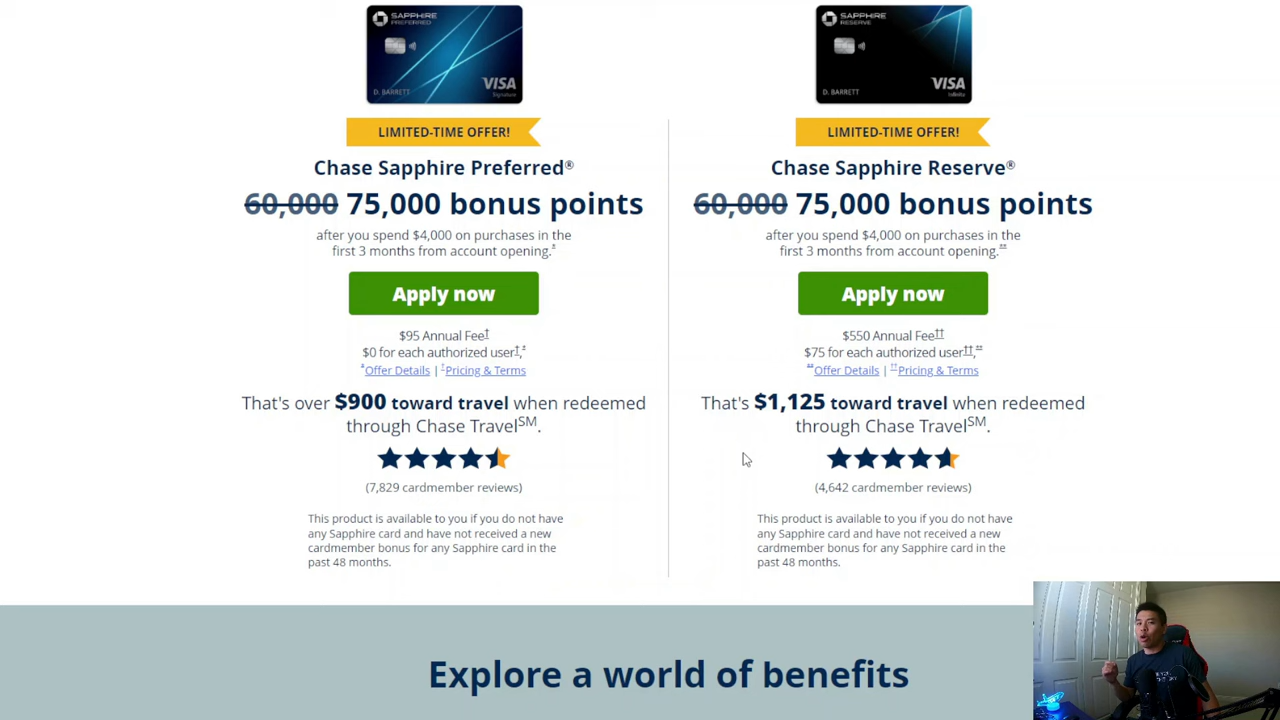 SAPPHIRE
PREFERRED
D. BARRETT
VISA
Signature
LIMITED-TIME OFFER!
Chase Sapphire Preferred®
60,000 75,000 bonus points
after you spend $4,000 on purchases in the
first 3 months from account opening.*
Apply now
$95 Annual Fee†
$0 for each authorized user†,*
*Offer Details | †Pricing & Terms
That's over $900 toward travel when redeemed
through Chase TravelSM.
(7,829 cardmember reviews)
This product is available to you if you do not have
any Sapphire card and have not received a new
cardmember bonus for any Sapphire card in the
past 48 months.
SAPPHIRE
RESERVE
D. BARRETT
VISA
Infinite
LIMITED-TIME OFFER!
Chase Sapphire Reserve®
60,000 75,000 bonus points
after you spend $4,000 on purchases in the
first 3 months from account opening.**
Apply now
$550 Annual Fee††
$75 for each authorized user††,**
**Offer Details | ††Pricing & Terms
That's $1,125 toward travel when redeemed
through Chase TravelSM.
(4,642 cardmember reviews)
This product is available to you if you do not have
any Sapphire card and have not received a new
cardmember bonus for any Sapphire card in the
past 48 months.
Explore a world of benefits